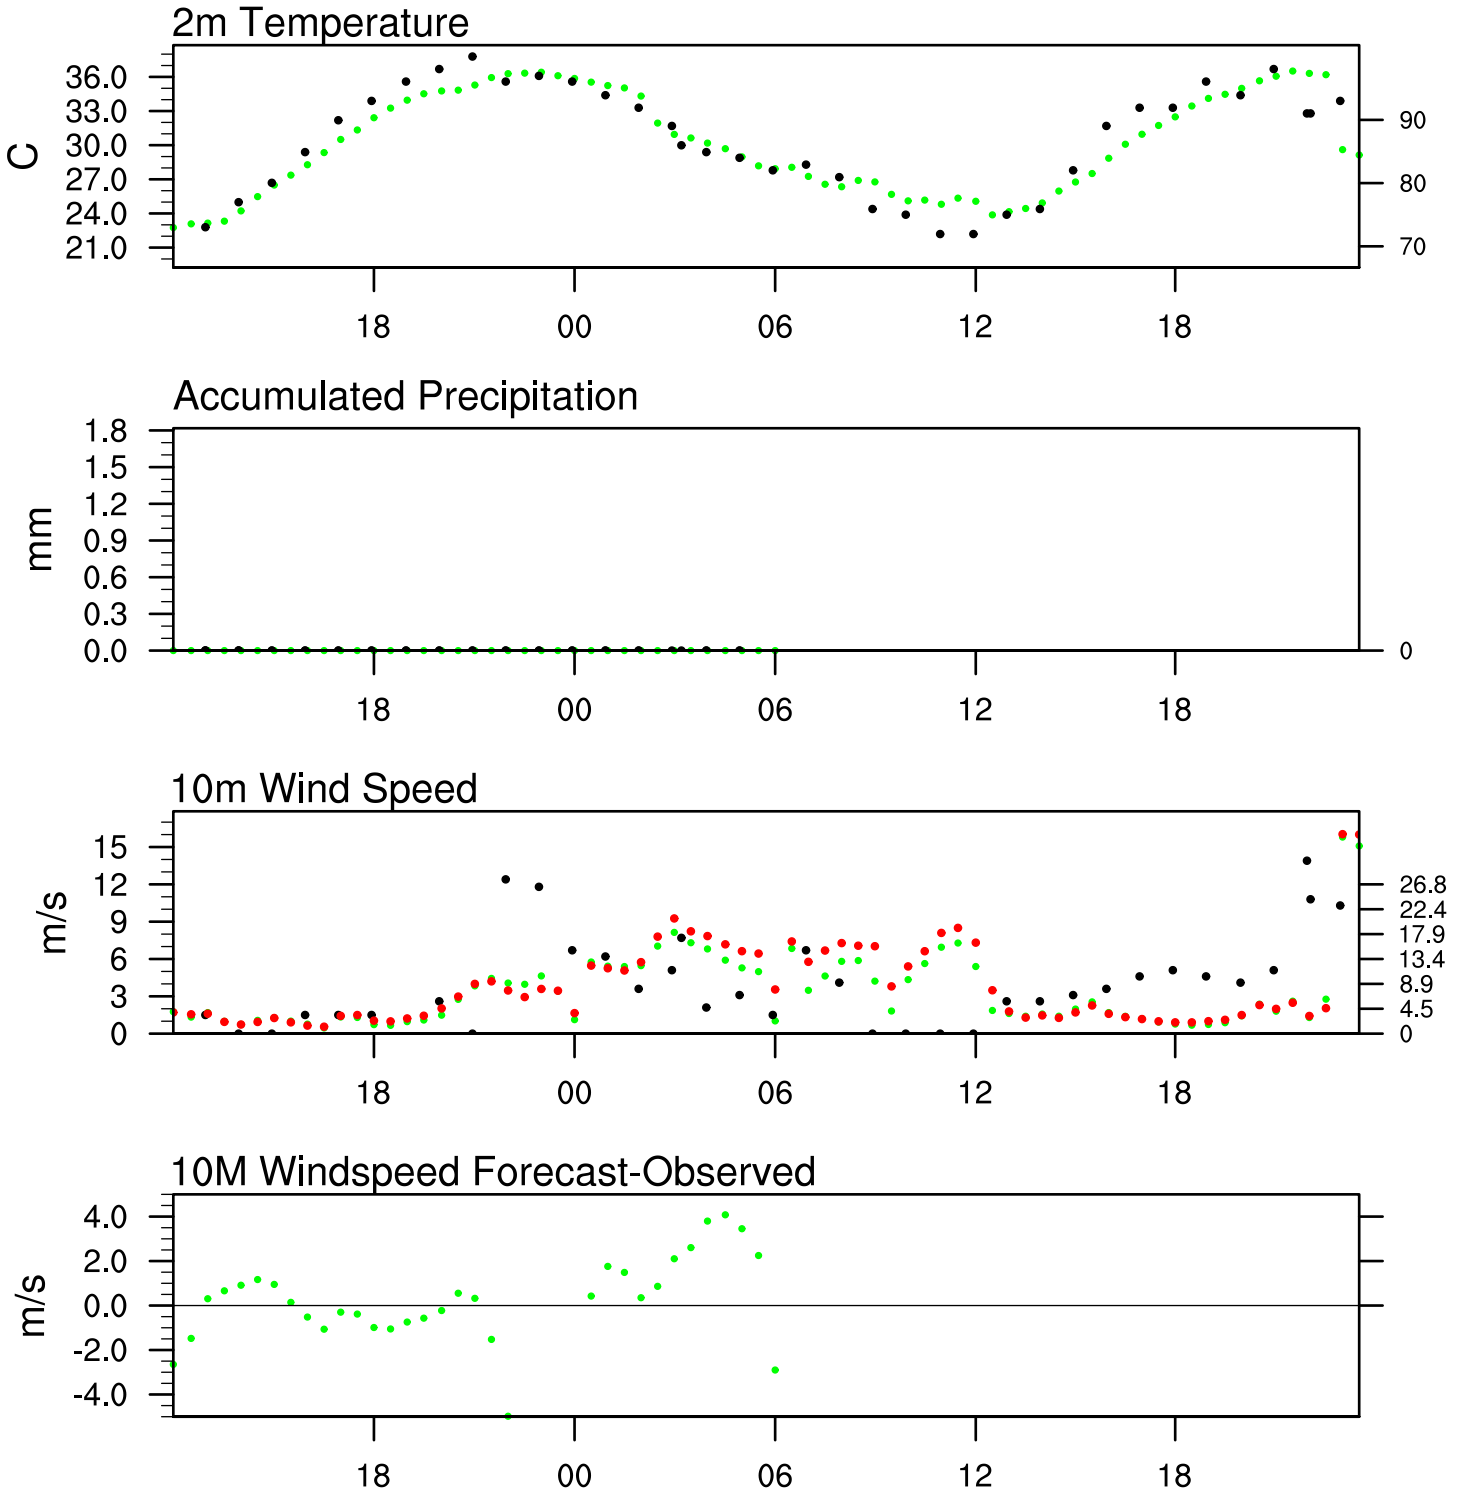 2m Temperature
36.0
33.0
90
30.0
C
27.0
80
24.0
21.0
70
18 00 06 12 18
Accumulated Precipitation
1.8
1.5
1.2
0.9
mm
0.6
0.3
0.0 0
18 00 06 12 18
10m Wind Speed
15
12 26.8
22.4
9
17.9
m/s
6 13.4
8.9
3
4.5
0 0
18 00 06 12 18
10M Windspeed Forecast-Observed
4.0
2.0
0.0
m/s
-2.0
-4.0
18 00 06 12 18